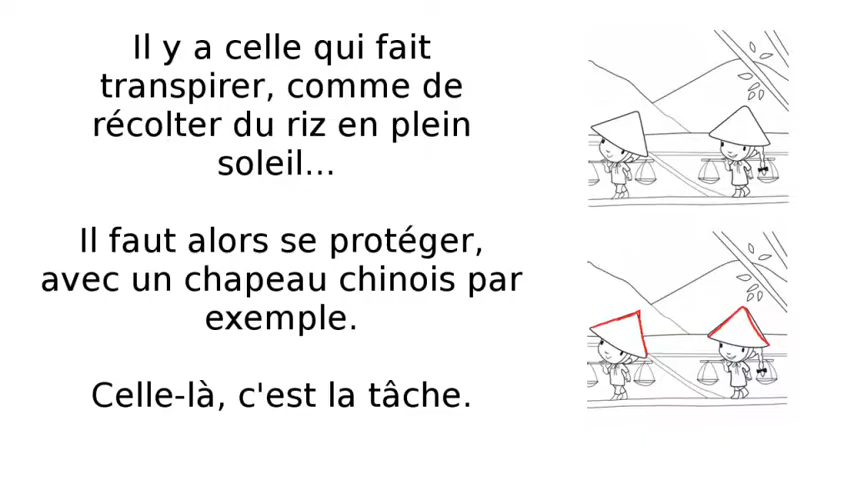 Il y a celle qui fait
transpirer, comme de
récolter du riz en plein
soleil...
Il faut alors se protéger,
avec un chapeau chinois par
exemple.
Celle-là, c'est la tâche.